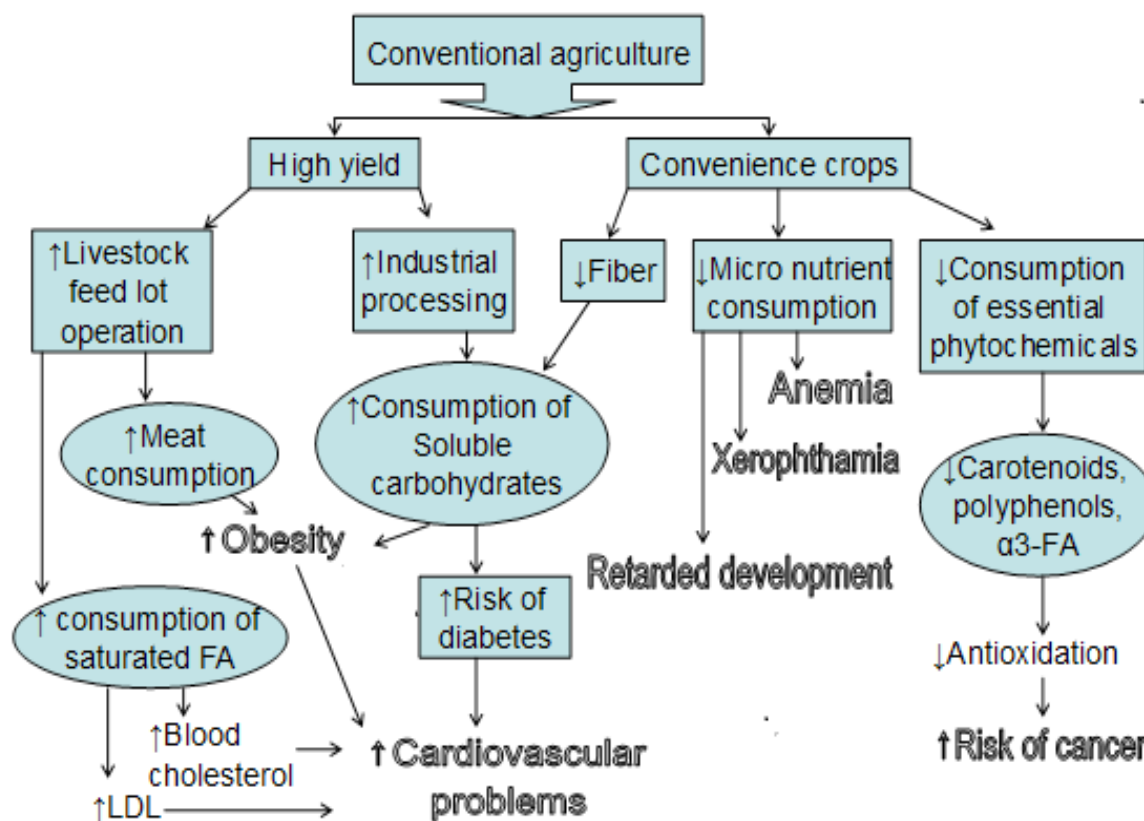 Conventional agriculture
High yield
Convenience crops
↑Livestock
feed lot
operation
↑Industrial
processing
↓Fiber
↓Micro nutrient
consumption
↓Consumption
of essential
phytochemicals
Anemia
↑Meat
consumption
↑Consumption of
Soluble
carbohydrates
Xerophthamia
↓Carotenoids,
polyphenols,
α3-FA
↑Obesity
Retarded development
↑ consumption of
saturated FA
↑Risk of
diabetes
↓Antioxidation
↑Blood
cholesterol
↑LDL
↑Cardiovascular
problems
↑Risk of cancer